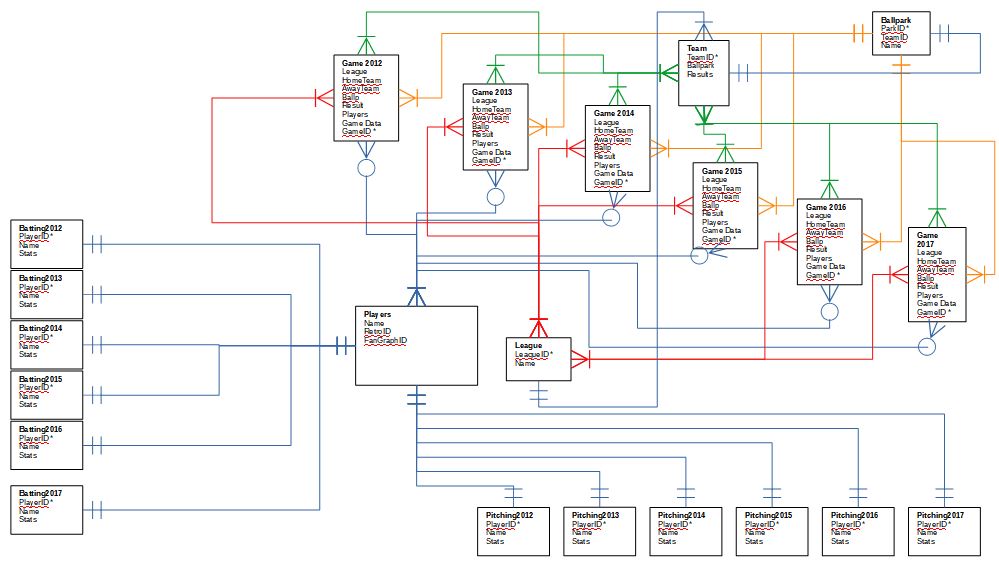 Ballpark
ParkID*
TeamID
Name
Team
TeamID*
Ballpark
Results
Game 2012
League
HomeTeam
AwayTeam
Ballp
Result
Players
Game Data
GameID *
Game 2013
League
HomeTeam
AwayTeam
Ballp
Result
Players
Game Data
GameID *
Game 2014
League
HomeTeam
AwayTeam
Ballp
Result
Players
Game Data
GameID *
Game 2015
League
HomeTeam
AwayTeam
Ballp
Result
Players
Game Data
GameID *
Game 2016
League
HomeTeam
AwayTeam
Ballp
Result
Players
Game Data
GameID *
Game
2017
League
HomeTeam
AwayTeam
Ballp
Result
Players
Game Data
GameID *
Batting2012
PlayerID*
Name
Stats
Batting2013
PlayerID*
Name
Stats
Batting2014
PlayerID*
Name
Stats
Batting2015
PlayerID*
Name
Stats
Batting2016
PlayerID*
Name
Stats
Batting2017
PlayerID*
Name
Stats
Players
Name
RetroID
FanGraphID
League
LeagueID*
Name
Pitching2012
PlayerID*
Name
Stats
Pitching2013
PlayerID*
Name
Stats
Pitching2014
PlayerID*
Name
Stats
Pitching2015
PlayerID*
Name
Stats
Pitching2016
PlayerID*
Name
Stats
Pitching2017
PlayerID*
Name
Stats